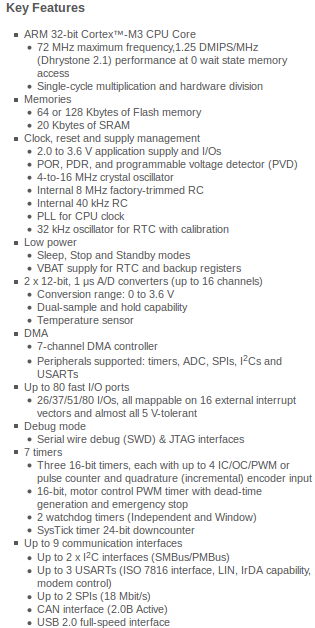 Key Features
ARM 32-bit Cortex™-M3 CPU Core
72 MHz maximum frequency,1.25 DMIPS/MHz
(Dhrystone 2.1) performance at 0 wait state memory
access
Single-cycle multiplication and hardware division
Memories
64 or 128 Kbytes of Flash memory
20 Kbytes of SRAM
Clock, reset and supply management
2.0 to 3.6 V application supply and I/Os
POR, PDR, and programmable voltage detector (PVD)
4-to-16 MHz crystal oscillator
Internal 8 MHz factory-trimmed RC
Internal 40 kHz RC
PLL for CPU clock
32 kHz oscillator for RTC with calibration
Low power
Sleep, Stop and Standby modes
VBAT supply for RTC and backup registers
2 x 12-bit, 1 μs A/D converters (up to 16 channels)
Conversion range: 0 to 3.6 V
Dual-sample and hold capability
Temperature sensor
DMA
7-channel DMA controller
Peripherals supported: timers, ADC, SPIs, I²Cs and
USARTs
Up to 80 fast I/O ports
26/37/51/80 I/Os, all mappable on 16 external interrupt
vectors and almost all 5 V-tolerant
Debug mode
Serial wire debug (SWD) & JTAG interfaces
7 timers
Three 16-bit timers, each with up to 4 IC/OC/PWM or
pulse counter and quadrature (incremental) encoder input
16-bit, motor control PWM timer with dead-time
generation and emergency stop
2 watchdog timers (Independent and Window)
SysTick timer 24-bit downcounter
Up to 9 communication interfaces
Up to 2 x I²C interfaces (SMBus/PMBus)
Up to 3 USARTs (ISO 7816 interface, LIN, IrDA capability,
modem control)
Up to 2 SPIs (18 Mbit/s)
CAN interface (2.0B Active)
USB 2.0 full-speed interface